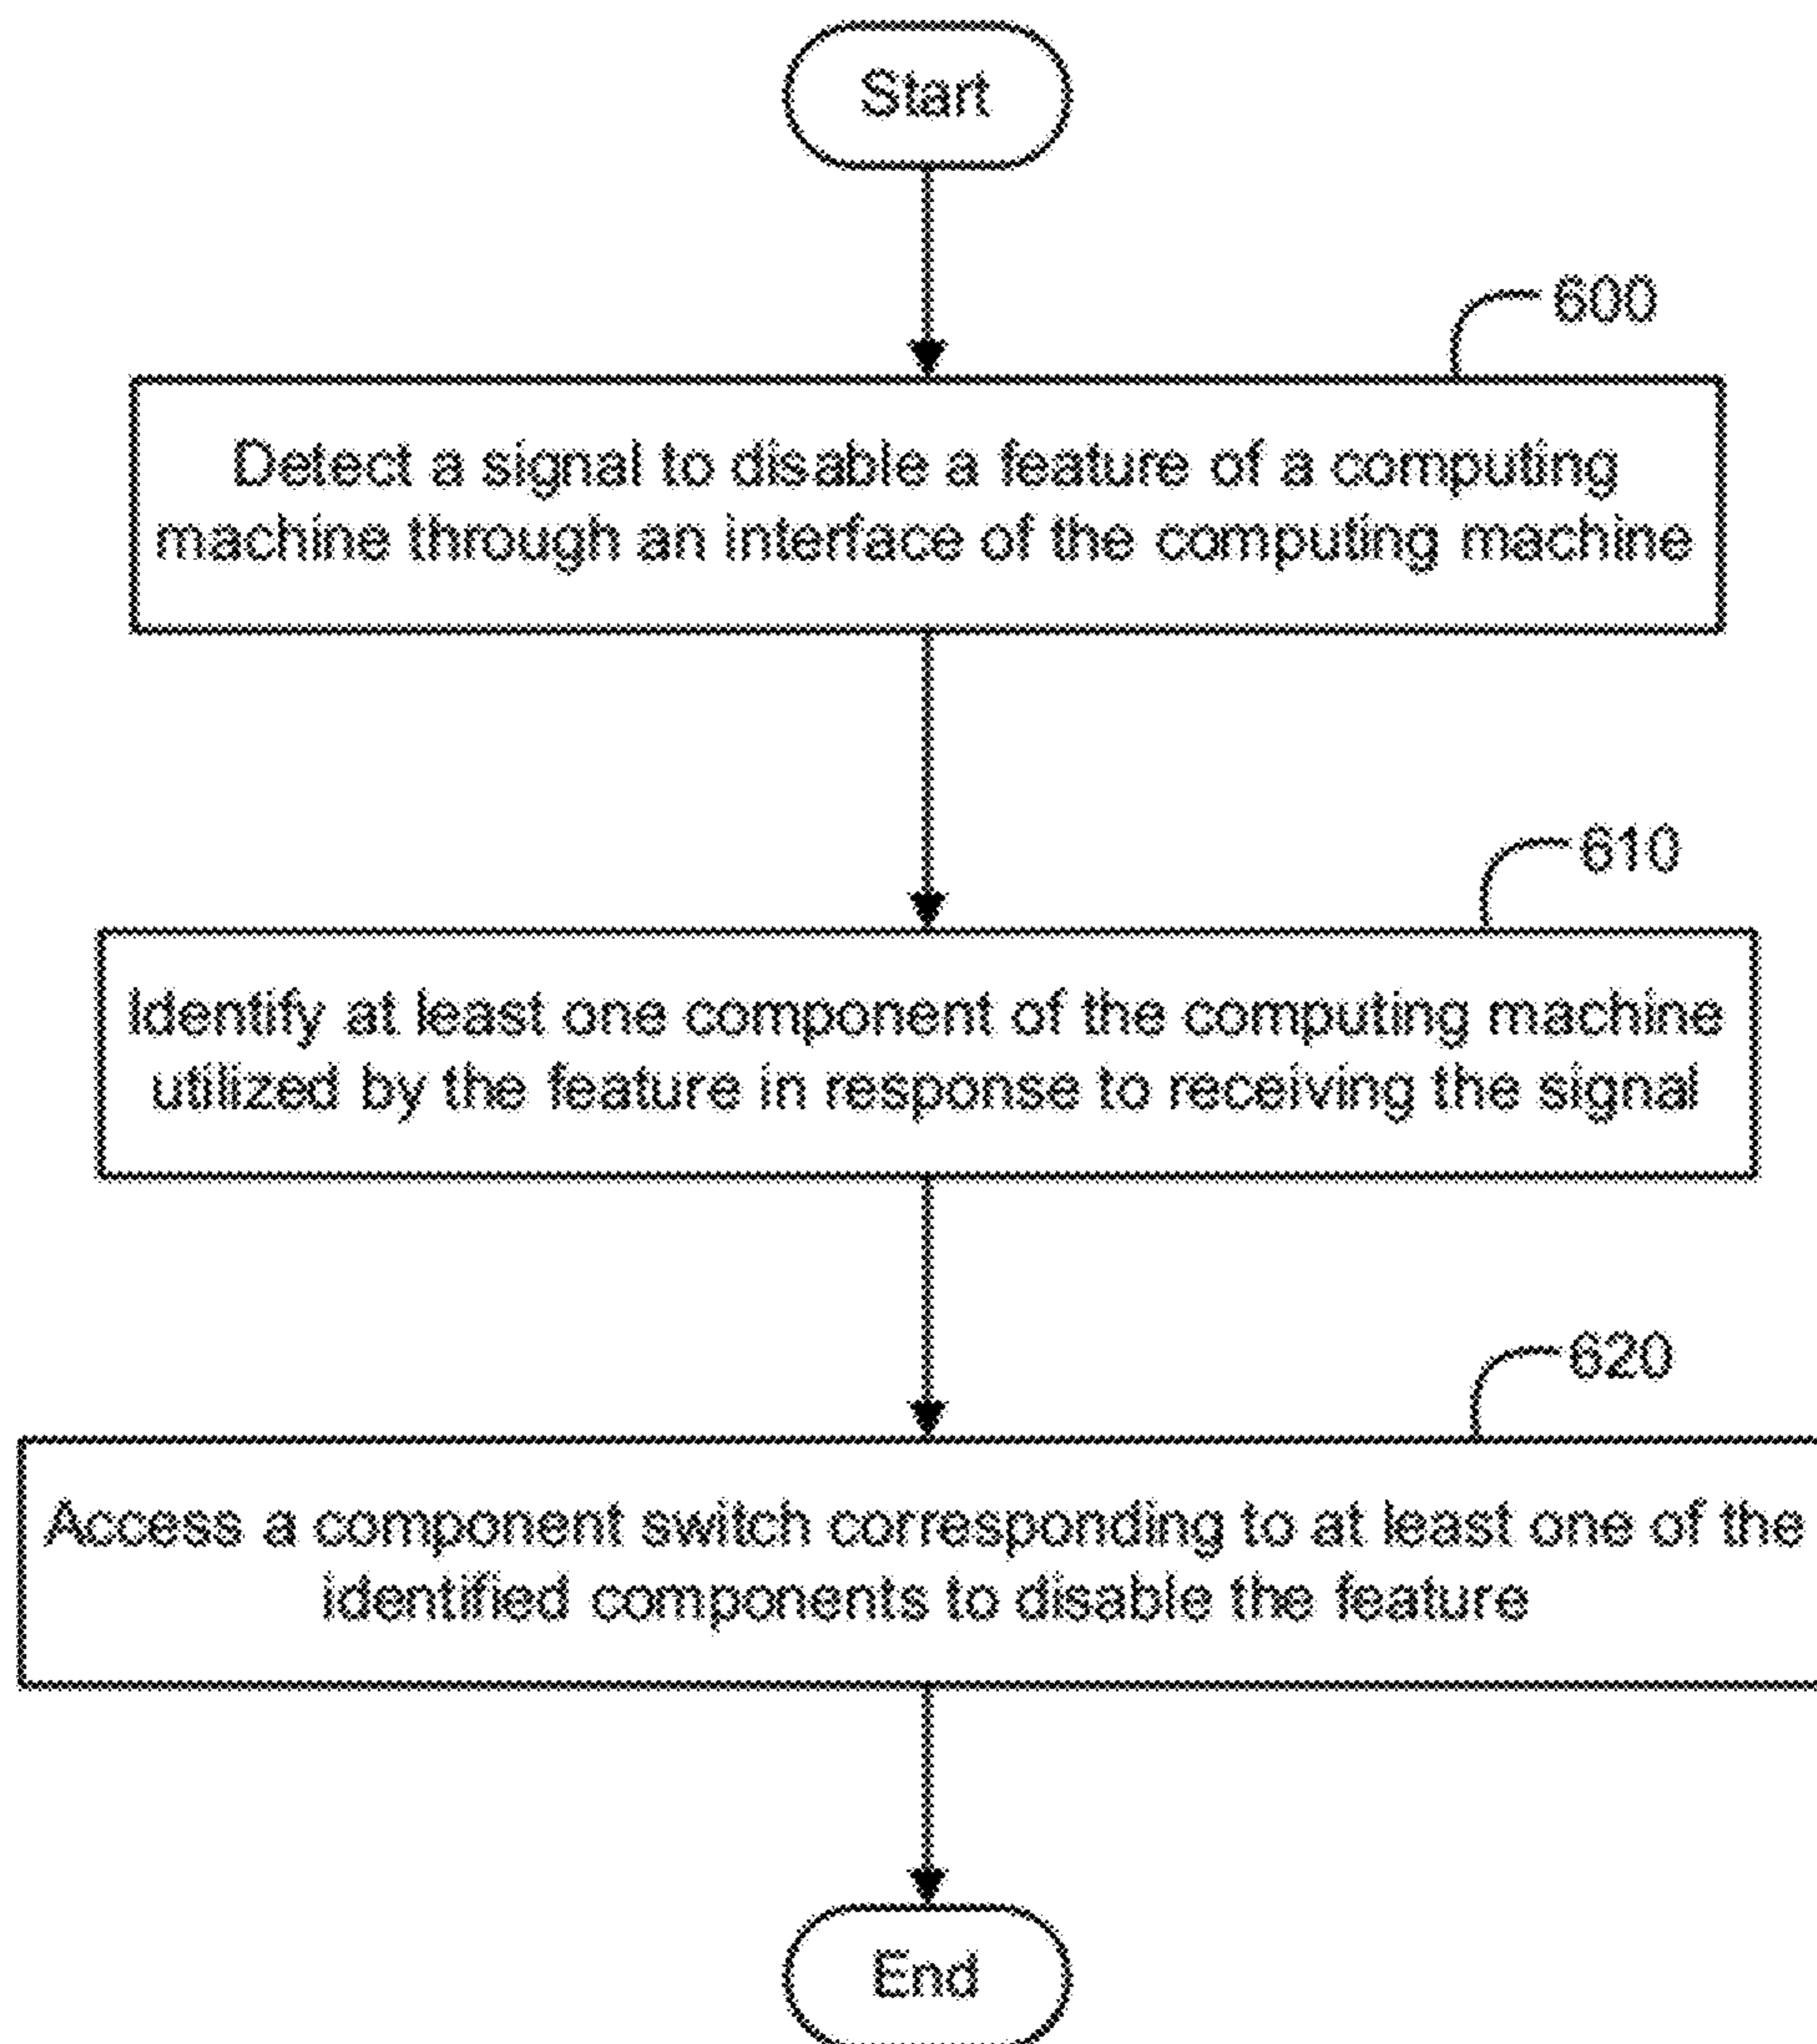 Start
600
Detect a signal to disable a feature of a computing
machine through an interface of the computing machine
610
Identify at least one component of the computing machine
utilized by the feature in response to receiving the signal
620
Access a component switch corresponding to at least one of the
identified components to disable the feature
End